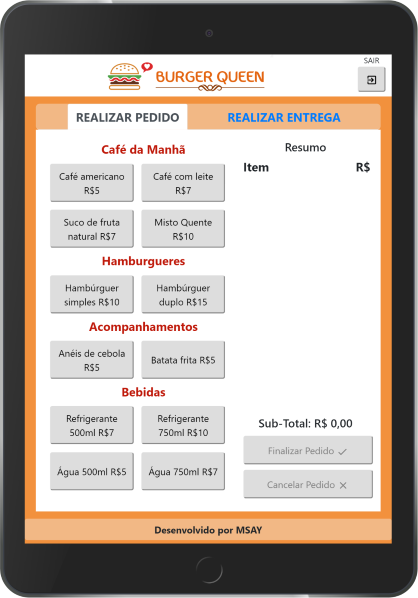 SAIR
BURGER QUEEN
REALIZAR PEDIDO
REALIZAR ENTREGA
Café da Manhã
Café americano
R$5
Café com leite
R$7
Suco de fruta
natural R$7
Misto Quente
R$10
Hamburgueres
Hambúrguer
simples R$10
Hambúrguer
duplo R$15
Acompanhamentos
Anéis de cebola
R$5
Batata frita R$5
Bebidas
Refrigerante
500ml R$7
Refrigerante
750ml R$10
Água 500ml R$5
Água 750ml R$7
Resumo
Item R$
Sub-Total: R$ 0,00
Finalizar Pedido ✓
Cancelar Pedido ✕
Desenvolvido por MSAY